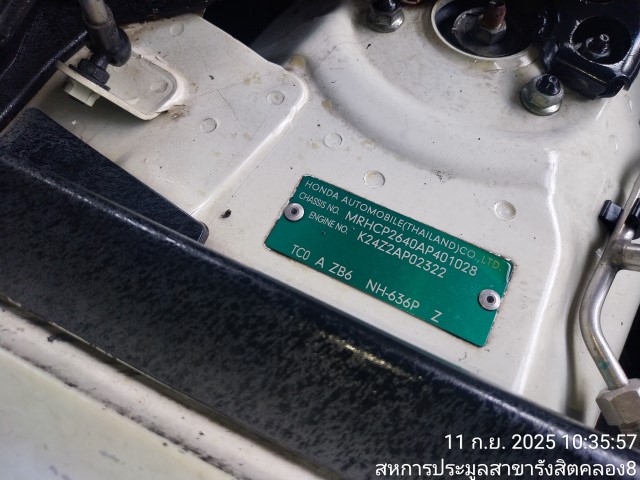 HONDA AUTOMOBILE(THAILAND)CO.,LTD.
CHASSIS NO. MRHCP2640AP401028
ENGINE NO. K24Z2AP02322
TC0 A ZB6 NH-636P Z
11 ก.ย. 2025 10:35:57
สหการประมูลสาขารังสิตคลอง8